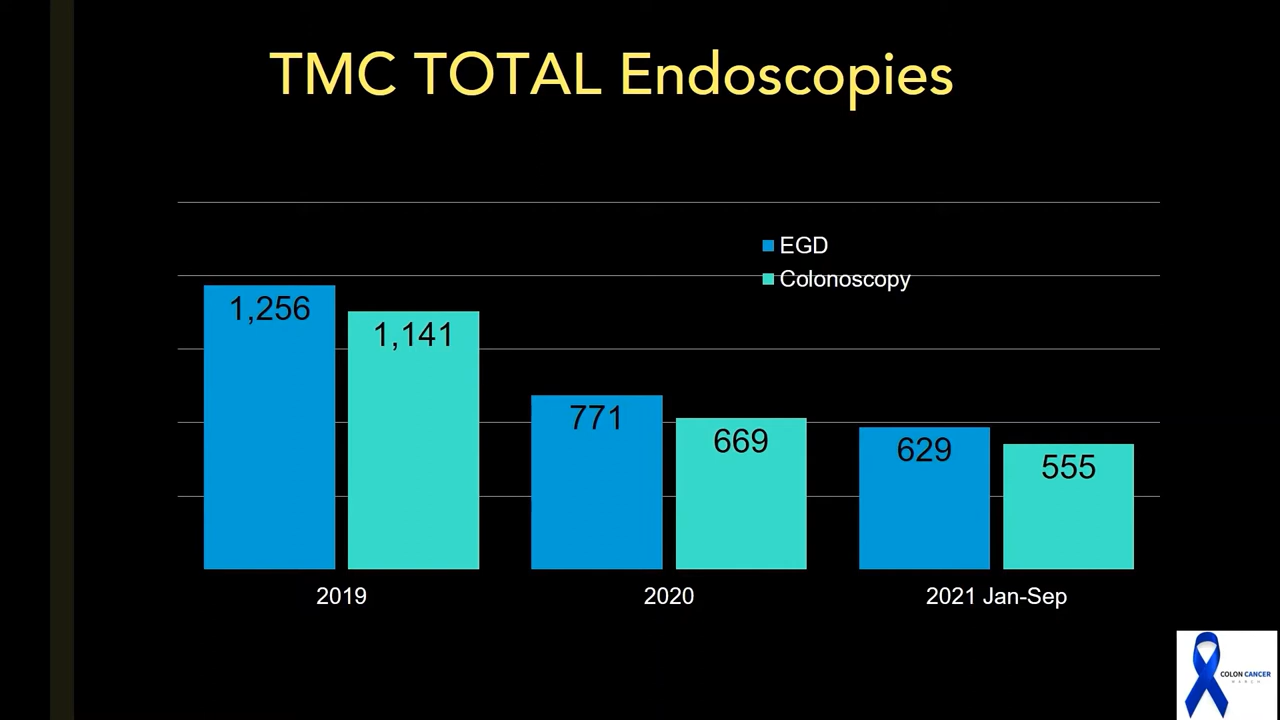 TMC TOTAL Endoscopies
EGD
Colonoscopy
1,256
1,141
771
669
629
555
2019
2020
2021 Jan-Sep
COLON CANCER
MARCH